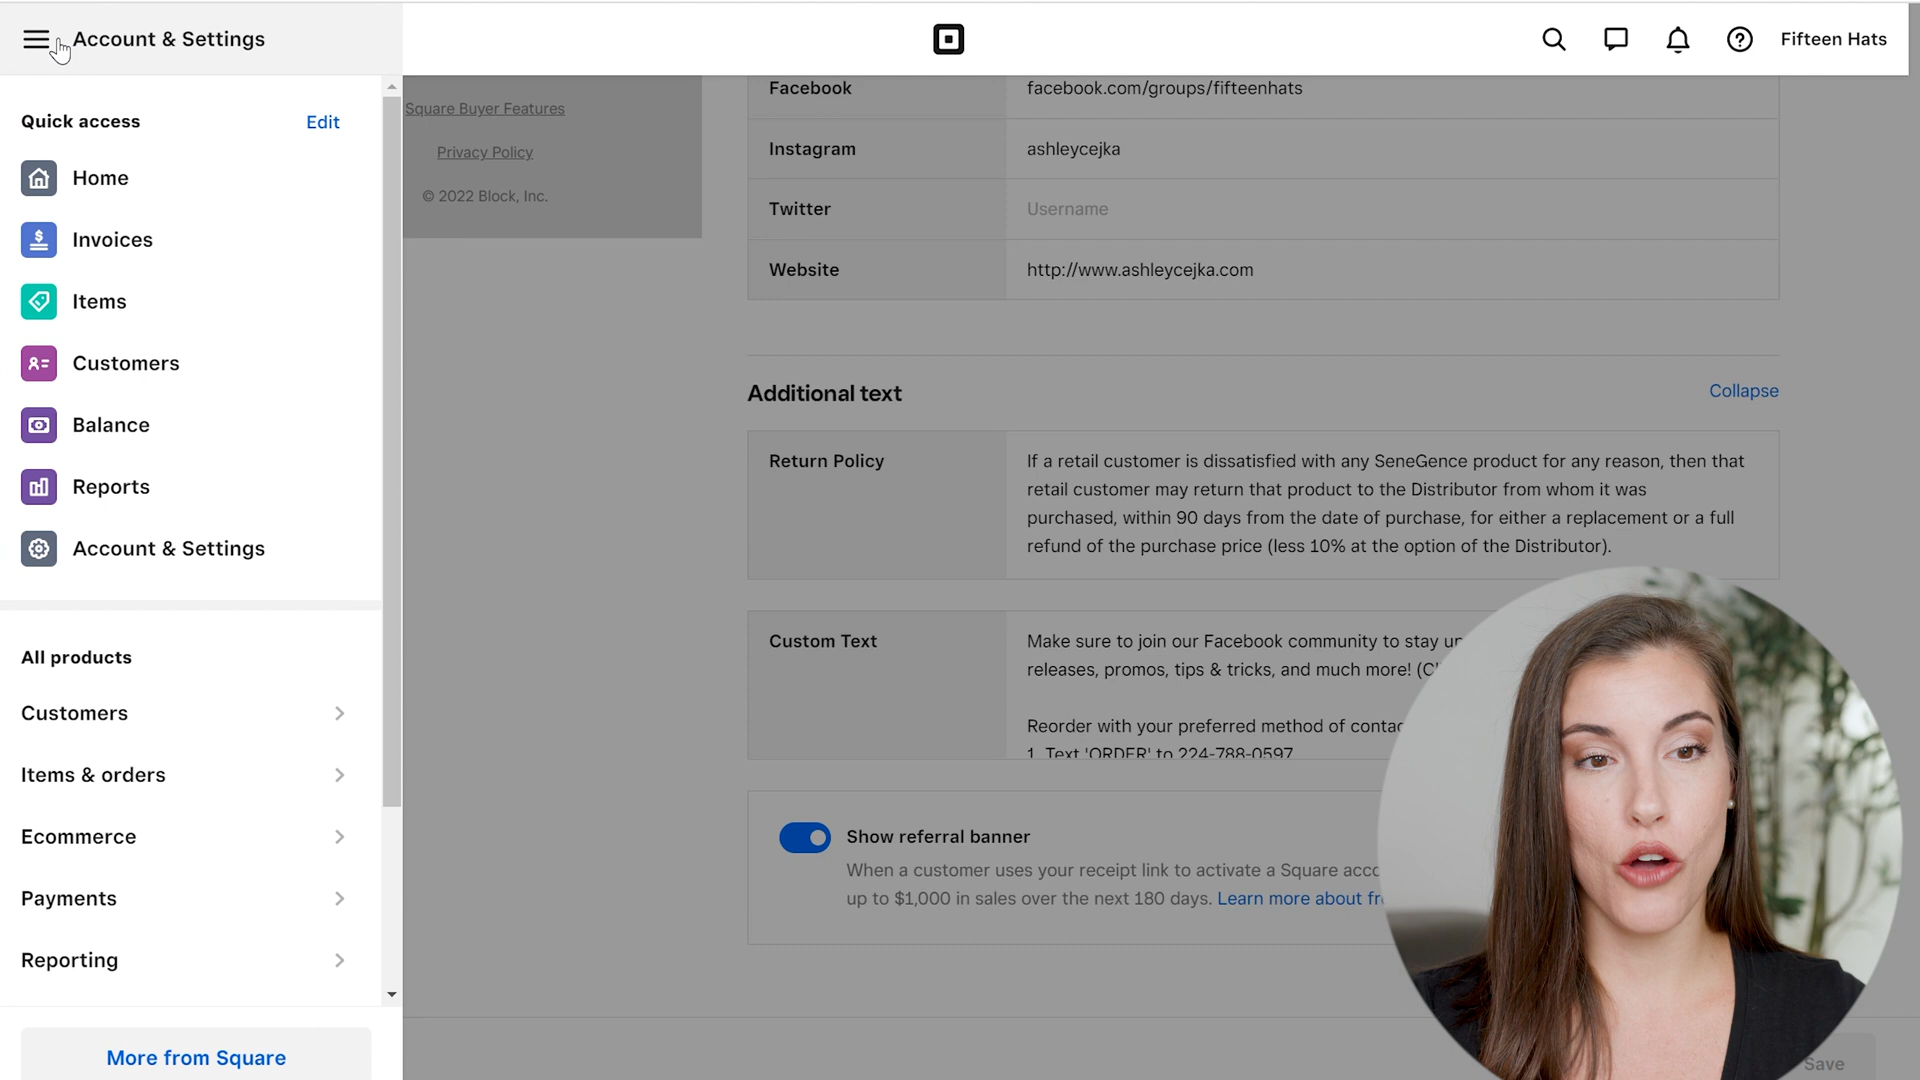 Account & Settings
Fifteen Hats
Quick access
Edit
Home
Invoices
Items
Customers
Balance
Reports
Account & Settings
All products
Customers
Items & orders
Ecommerce
Payments
Reporting
More from Square
Square Buyer Features
Privacy Policy
© 2022 Block, Inc.
Facebook
facebook.com/groups/fifteenhats
Instagram
ashleycejka
Twitter
Username
Website
http://www.ashleycejka.com
Additional text
Collapse
Return Policy
If a retail customer is dissatisfied with any SeneGence product for any reason, then that
retail customer may return that product to the Distributor from whom it was
purchased, within 90 days from the date of purchase, for either a replacement or a full
refund of the purchase price (less 10% at the option of the Distributor).
Custom Text
Make sure to join our Facebook community to stay
releases, promos, tips & tricks, and much more!
Reorder with your preferred method of
1. Text 'ORDER' to 224-788-0597
Show referral banner
When a customer uses your receipt link to activate a Square
up to $1,000 in sales over the next 180 days. Learn more about
Save